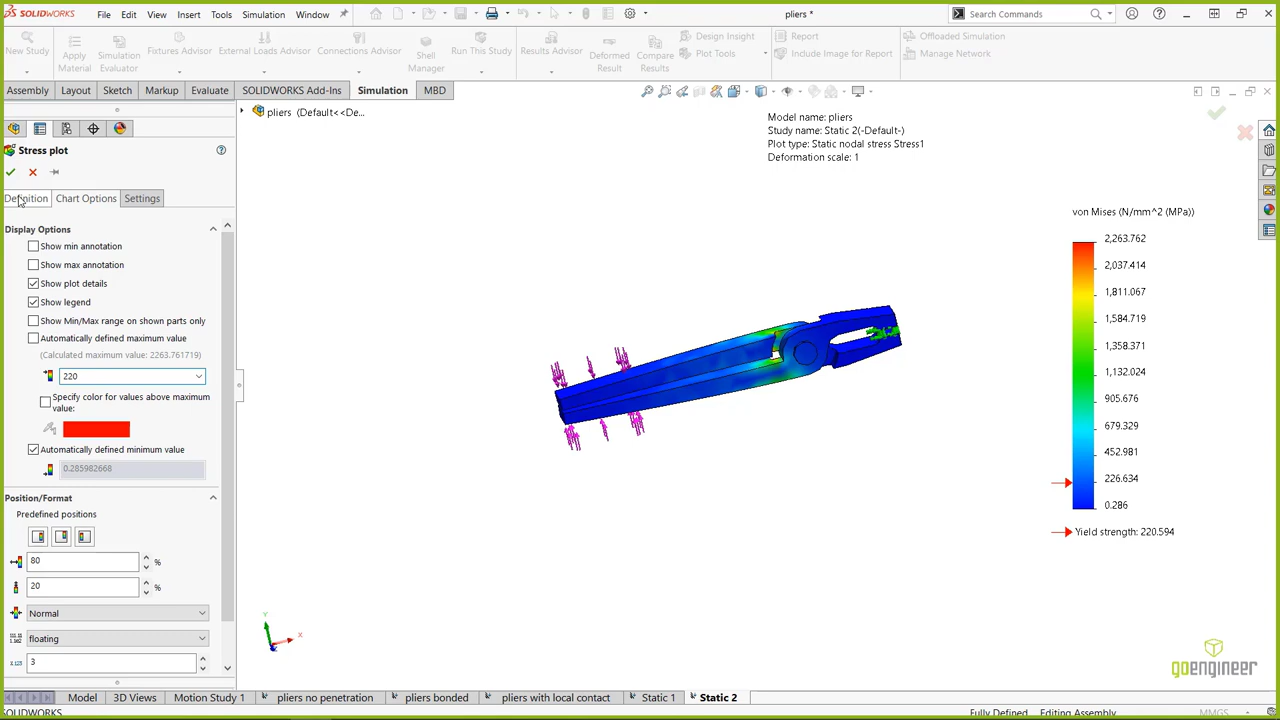 SOLIDWORKS File Edit View Insert Tools Simulation Window pliers * Search Commands
New Study Apply Material Simulation Evaluator Fixtures Advisor External Loads Advisor Connections Advisor Shell Manager Run This Study Results Advisor Deformed Result Compare Results Design Insight Plot Tools Report Include Image for Report Offloaded Simulation Manage Network
Assembly Layout Sketch Markup Evaluate SOLIDWORKS Add-Ins Simulation MBD
pliers (Default<<De...
Model name: pliers
Study name: Static 2(-Default-)
Plot type: Static nodal stress Stress1
Deformation scale: 1
Stress plot
Definition Chart Options Settings
Display Options
Show min annotation
Show max annotation
Show plot details
Show legend
Show Min/Max range on shown parts only
Automatically defined maximum value
(Calculated maximum value: 2263.761719)
220
Specify color for values above maximum
value:
Automatically defined minimum value
0.285982668
Position/Format
Predefined positions
80 %
20 %
Normal
floating
3
von Mises (N/mm^2 (MPa))
2,263.762
2,037.414
1,811.067
1,584.719
1,358.371
1,132.024
905.676
679.329
452.981
226.634
0.286
Yield strength: 220.594
Y
X
goengineer
Model 3D Views Motion Study 1 pliers no penetration pliers bonded pliers with local contact Static 1 Static 2
SOLIDWORKS Fully Defined Editing Assembly MMGS